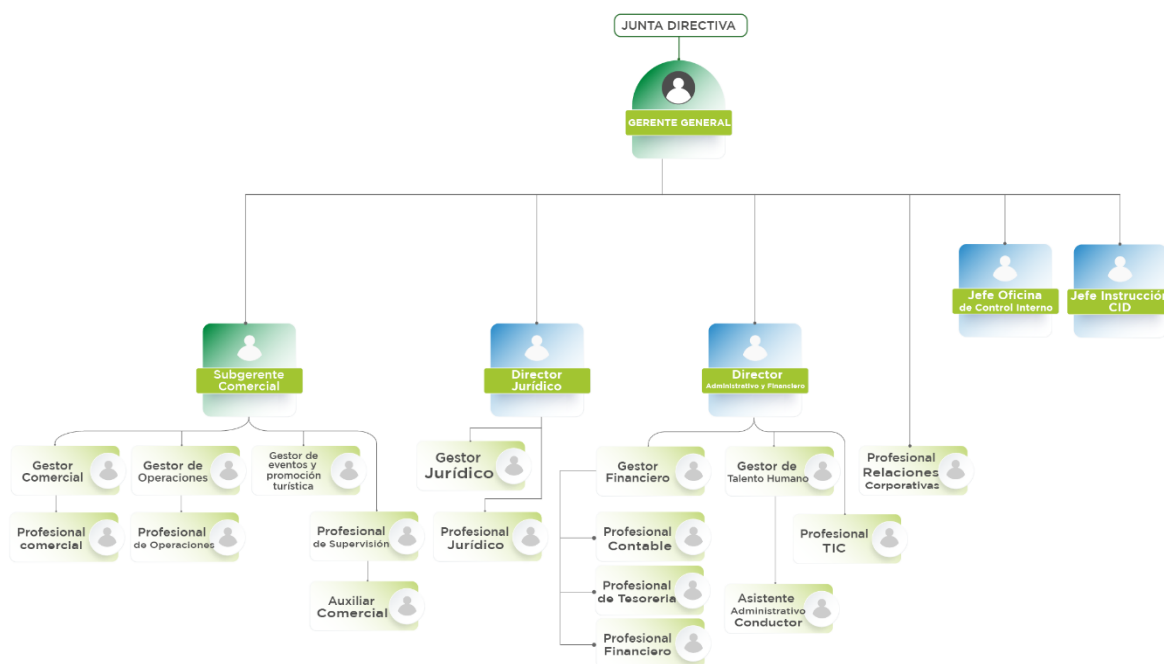 JUNTA DIRECTIVA
GERENTE GENERAL
Jefe Oficina
de Control Interno
Jefe Instrucción
CID
Subgerente
Comercial
Director
Jurídico
Director
Administrativo y Financiero
Gestor
Comercial
Gestor de
Operaciones
Gestor de
eventos y
promoción
turística
Gestor
Jurídico
Gestor
Financiero
Gestor de
Talento Humano
Profesional
Relaciones
Corporativas
Profesional
comercial
Profesional
de Operaciones
Profesional
de Supervisión
Profesional
Jurídico
Profesional
Contable
Profesional
TIC
Auxiliar
Comercial
Profesional
de Tesoreria
Asistente
Administrativo
Conductor
Profesional
Financiero